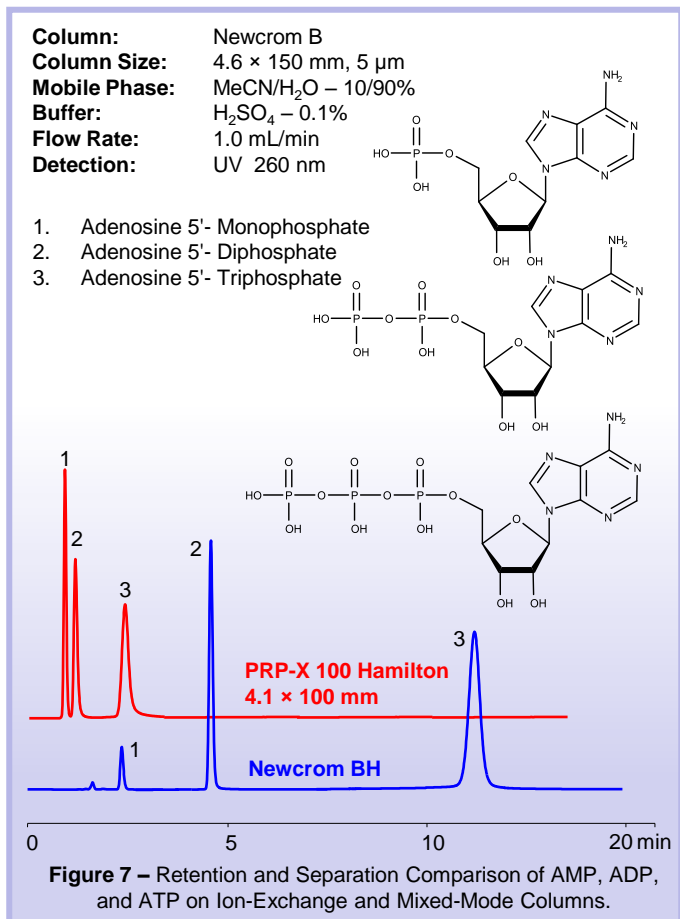 Column: Newcrom B
Column Size: 4.6 × 150 mm, 5 µm
Mobile Phase: MeCN/H₂O – 10/90%
Buffer: H₂SO₄ – 0.1%
Flow Rate: 1.0 mL/min
Detection: UV 260 nm
1. Adenosine 5'- Monophosphate
2. Adenosine 5'- Diphosphate
3. Adenosine 5'- Triphosphate
NH₂
N
N
N
N
O
HO P O
OH
O
OH OH
NH₂
N
N
N
N
O O
HO P O P O
OH OH
O
OH OH
NH₂
N
N
N
N
O O O
HO P O P O P O
OH OH OH
O
OH OH
1
2
3
PRP-X 100 Hamilton
4.1 × 100 mm
1
2
3
Newcrom BH
0 5 10 20 min
Figure 7 – Retention and Separation Comparison of AMP, ADP,
and ATP on Ion-Exchange and Mixed-Mode Columns.